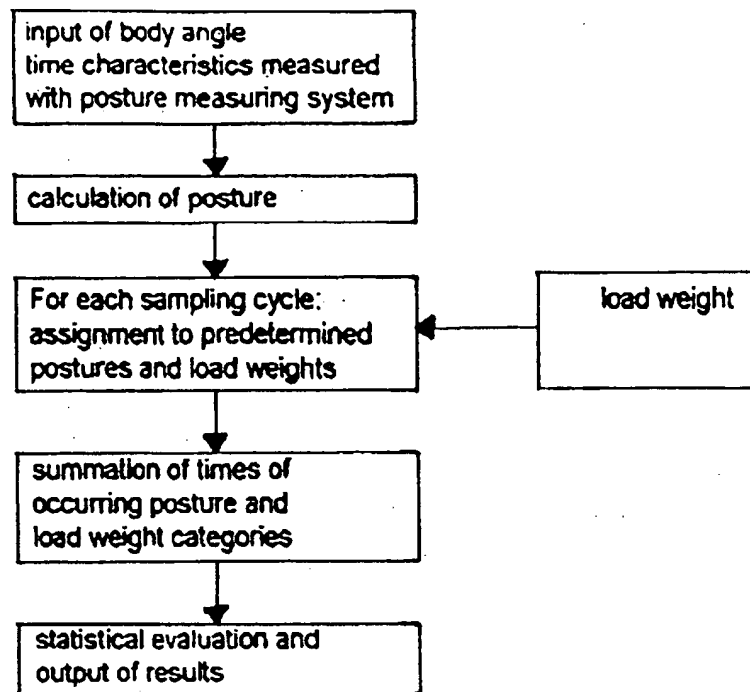 input of body angle
time characteristics measured
with posture measuring system
calculation of posture
For each sampling cycle:
assignment to predetermined
postures and load weights
load weight
summation of times of
occurring posture and
load weight categories
statistical evaluation and
output of results